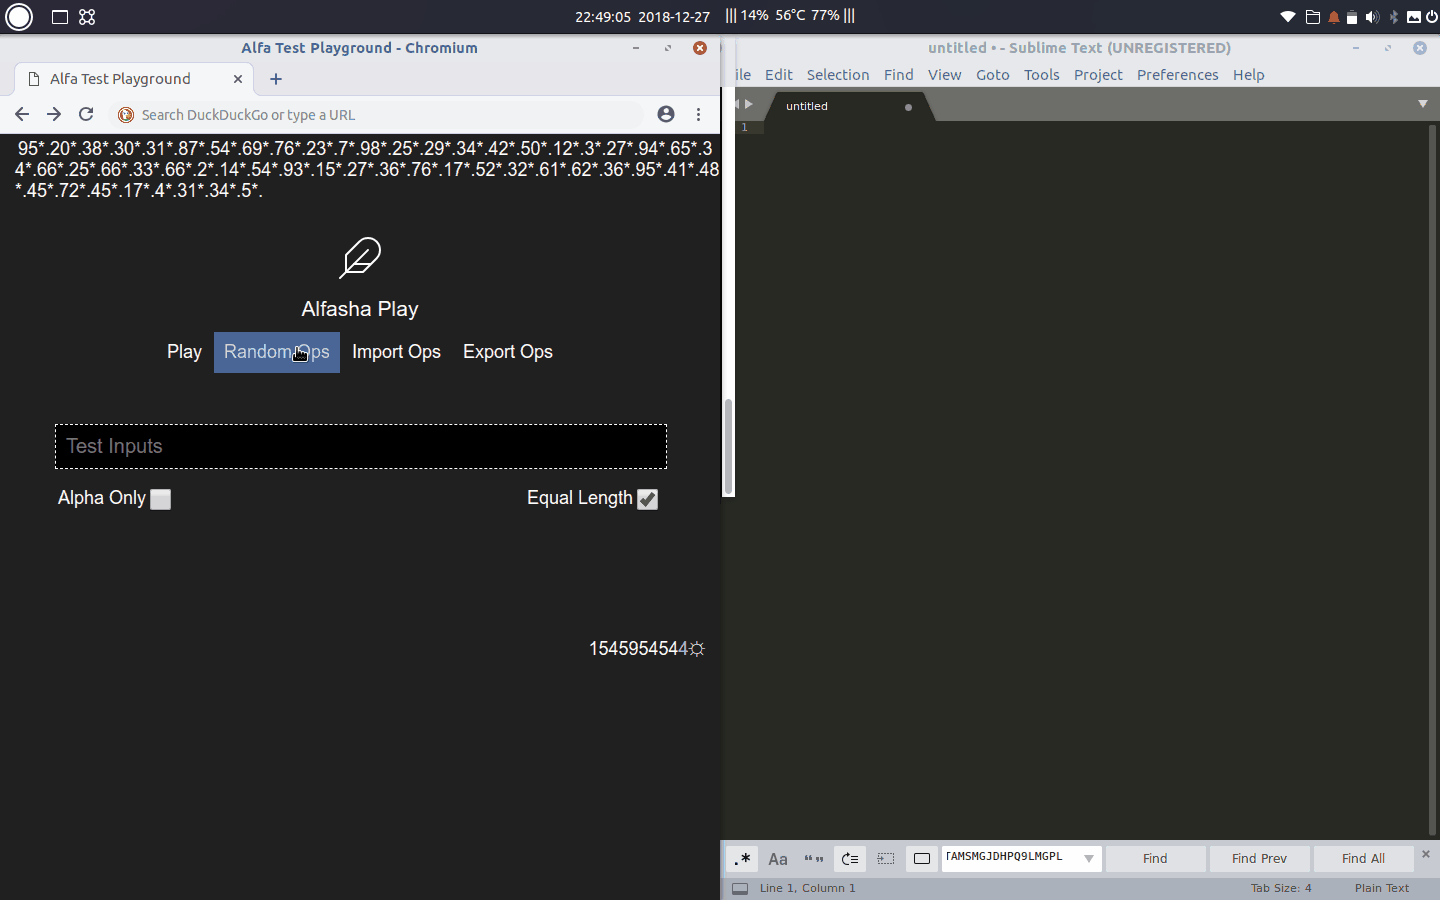 22:49:05 2018-12-27 ||| 14% 56°C 77% |||
Alfa Test Playground - Chromium
Alfa Test Playground
Search DuckDuckGo or type a URL
95*.20*.38*.30*.31*.87*.54*.69*.76*.23*.7*.98*.25*.29*.34*.42*.50*.12*.3*.27*.94*.65*.3
4*.66*.25*.66*.33*.66*.2*.14*.54*.93*.15*.27*.36*.76*.17*.52*.32*.61*.62*.36*.95*.41*.48
*.45*.72*.45*.17*.4*.31*.34*.5*.
Alfasha Play
Play Random Ops Import Ops Export Ops
Test Inputs
Alpha Only Equal Length
1545954544
untitled • - Sublime Text (UNREGISTERED)
ile Edit Selection Find View Goto Tools Project Preferences Help
untitled
1
.* Aa “ ” TAMSMGJDHPQ9LMGPL Find Find Prev Find All
Line 1, Column 1 Tab Size: 4 Plain Text